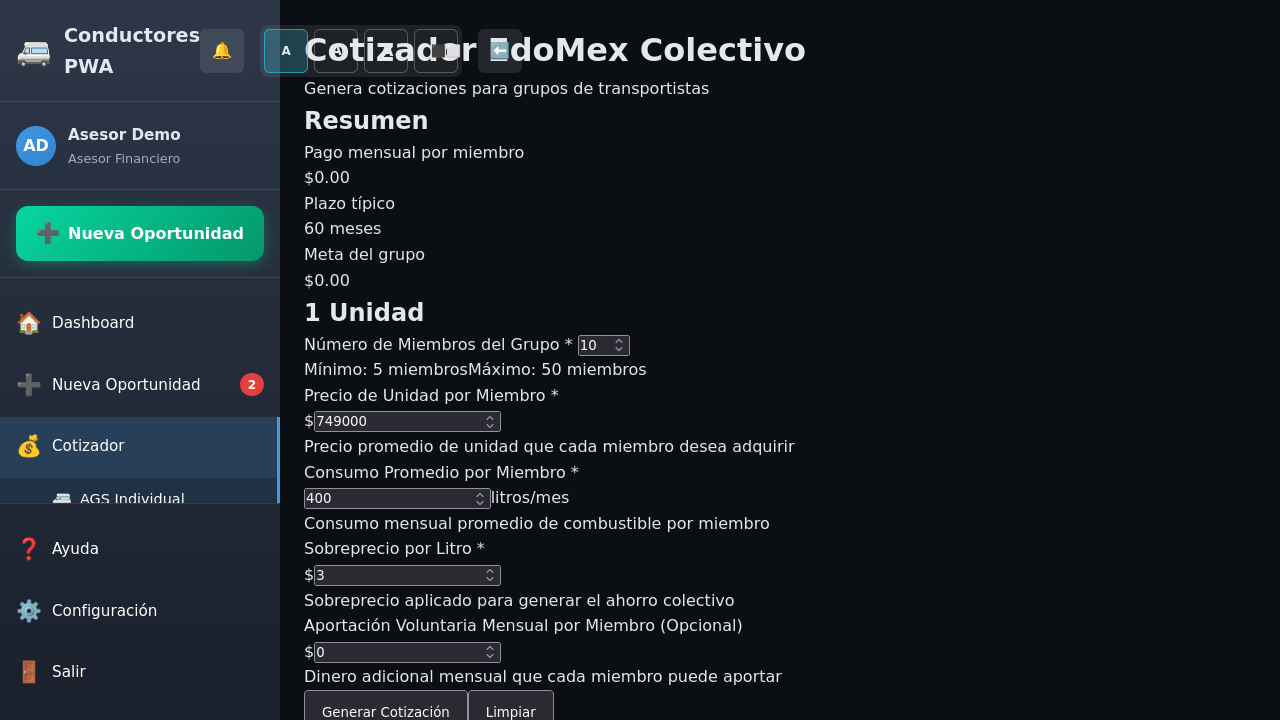 Conductores
PWA
A
Cotizador EdoMex Colectivo
Genera cotizaciones para grupos de transportistas
AD
Asesor Demo
Asesor Financiero
Nueva Oportunidad
Dashboard
Nueva Oportunidad
2
Cotizador
AGS Individual
Ayuda
Configuración
Salir
Resumen
Pago mensual por miembro
$0.00
Plazo típico
60 meses
Meta del grupo
$0.00
1 Unidad
Número de Miembros del Grupo * 10
Mínimo: 5 miembrosMáximo: 50 miembros
Precio de Unidad por Miembro *
$749000
Precio promedio de unidad que cada miembro desea adquirir
Consumo Promedio por Miembro *
400 litros/mes
Consumo mensual promedio de combustible por miembro
Sobreprecio por Litro *
$3
Sobreprecio aplicado para generar el ahorro colectivo
Aportación Voluntaria Mensual por Miembro (Opcional)
$0
Dinero adicional mensual que cada miembro puede aportar
Generar Cotización Limpiar